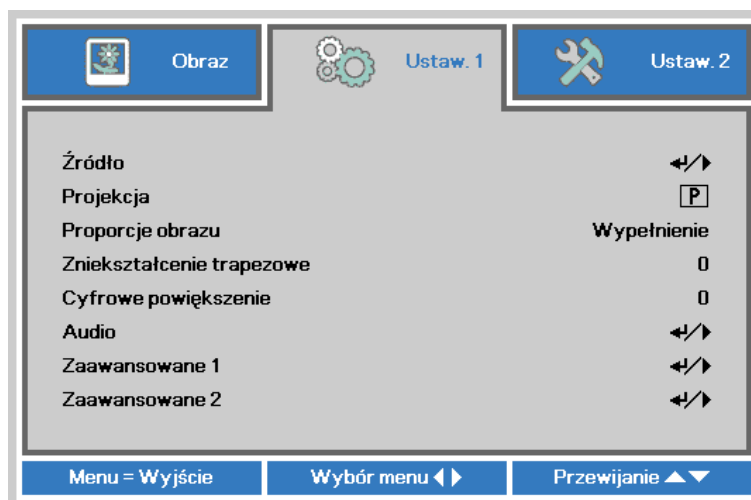 Obraz Ustaw. 1 Ustaw. 2
Źródło
Projekcja P
Proporcje obrazu Wypełnienie
Zniekształcenie trapezowe 0
Cyfrowe powiększenie 0
Audio
Zaawansowane 1
Zaawansowane 2
Menu = Wyjście Wybór menu Przewijanie